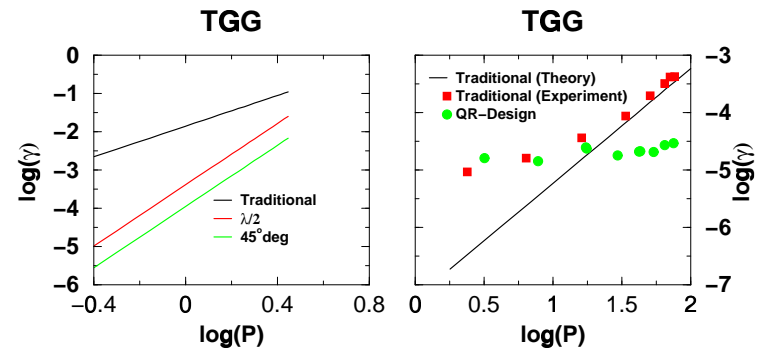 TGG
0
−1
−2
−3
−4
−5
−6
log(γ)
Traditional
λ/2
45°deg
−0.4
0
0.4
0.8
log(P)
TGG
Traditional (Theory)
Traditional (Experiment)
QR−Design
−3
−4
−5
−6
−7
log(γ)
0
0.5
1
1.5
2
log(P)